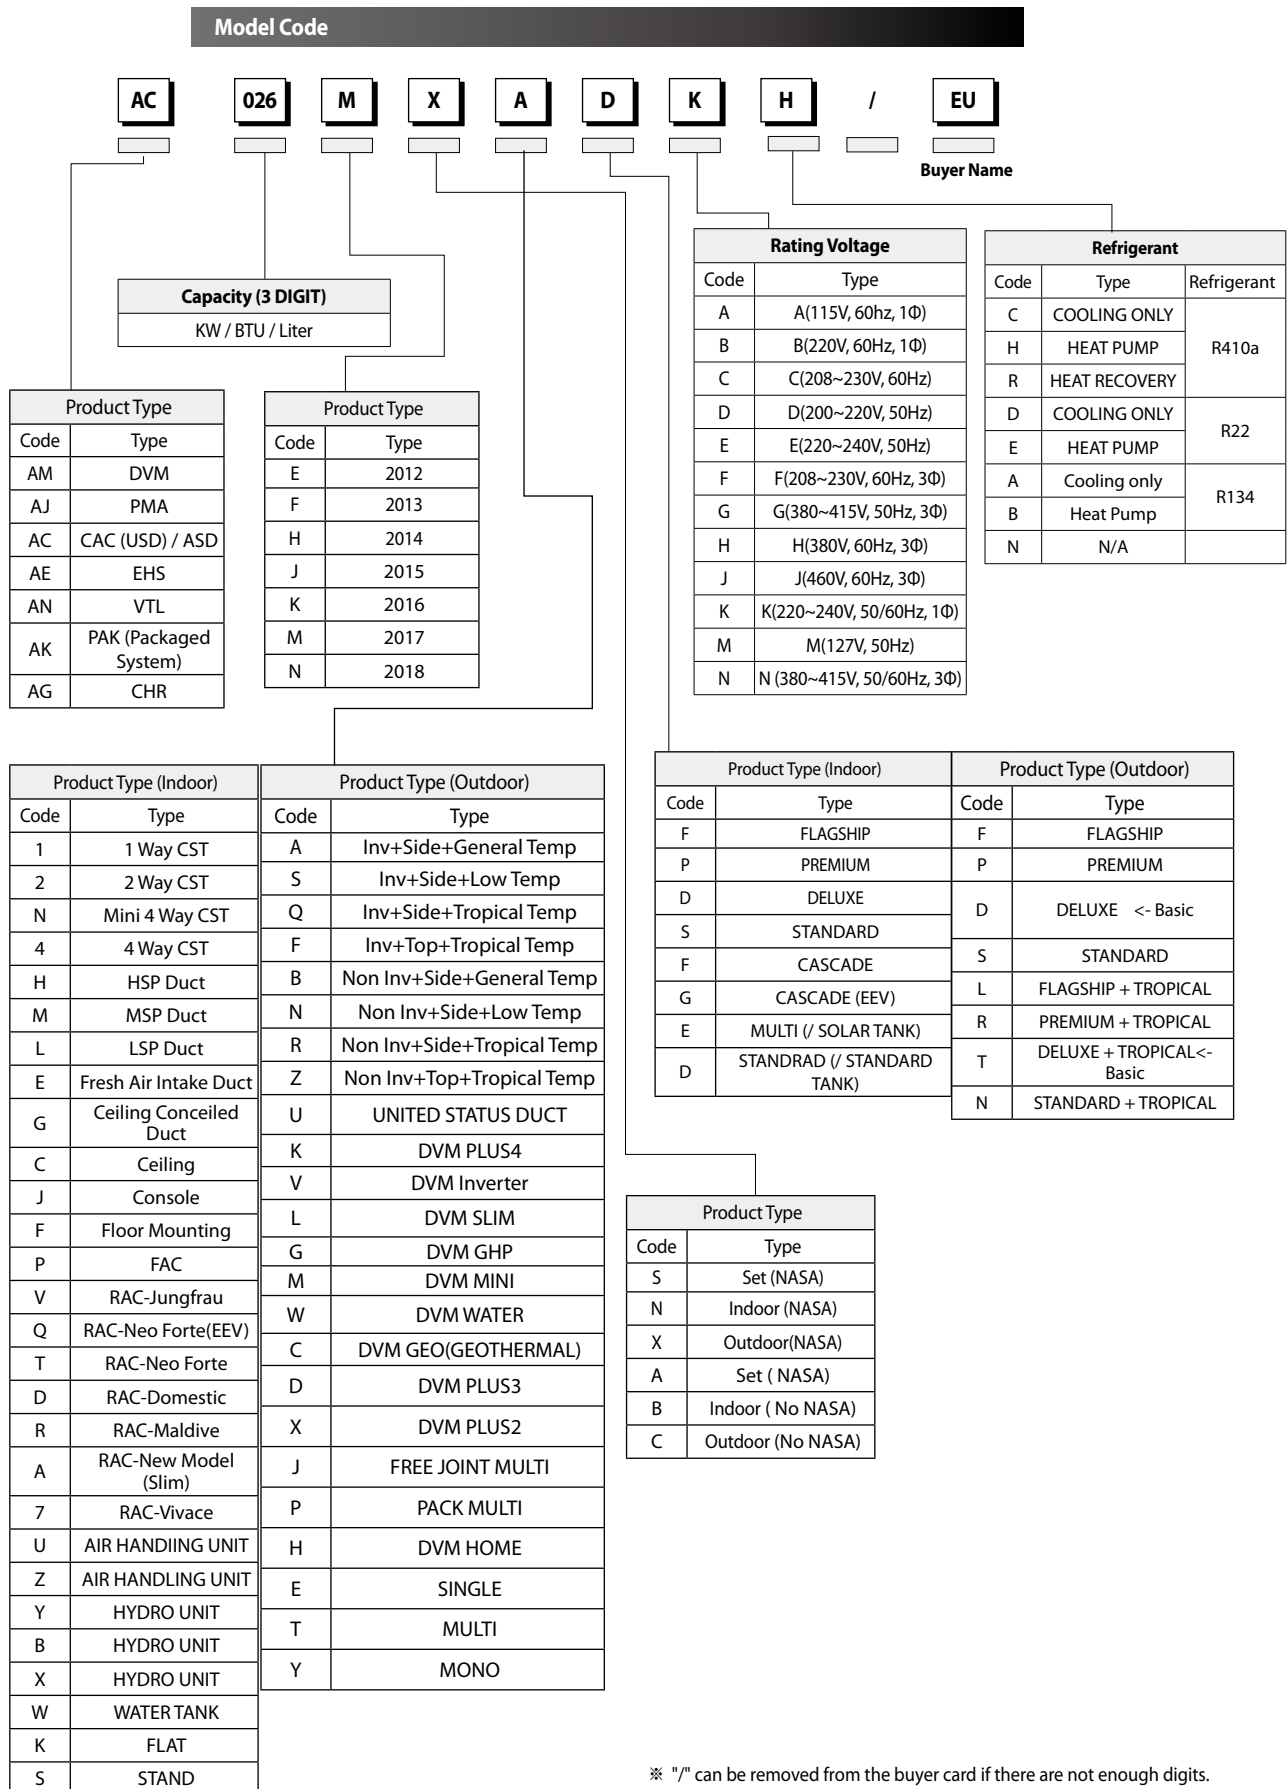 Model Code
AC 026 M X A D K H / EU
Buyer Name
Capacity (3 DIGIT)
KW / BTU / Liter
Rating Voltage
Code Type
A A(115V, 60hz, 1Φ)
B B(220V, 60Hz, 1Φ)
C C(208~230V, 60Hz)
D D(200~220V, 50Hz)
E E(220~240V, 50Hz)
F F(208~230V, 60Hz, 3Φ)
G G(380~415V, 50Hz, 3Φ)
H H(380V, 60Hz, 3Φ)
J J(460V, 60Hz, 3Φ)
K K(220~240V, 50/60Hz, 1Φ)
M M(127V, 50Hz)
N N (380~415V, 50/60Hz, 3Φ)
Refrigerant
Code Type Refrigerant
C COOLING ONLY
H HEAT PUMP R410a
R HEAT RECOVERY
D COOLING ONLY
R22
E HEAT PUMP
A Cooling only
R134
B Heat Pump
N N/A
Product Type
Code Type
AM DVM
AJ PMA
AC CAC (USD) / ASD
AE EHS
AN VTL
AK PAK (Packaged
System)
AG CHR
Product Type
Code Type
E 2012
F 2013
H 2014
J 2015
K 2016
M 2017
N 2018
Product Type (Indoor)
Code Type
1 1 Way CST
2 2 Way CST
N Mini 4 Way CST
4 4 Way CST
H HSP Duct
M MSP Duct
L LSP Duct
E Fresh Air Intake Duct
G Ceiling Conceiled
Duct
C Ceiling
J Console
F Floor Mounting
P FAC
V RAC-Jungfrau
Q RAC-Neo Forte(EEV)
T RAC-Neo Forte
D RAC-Domestic
R RAC-Maldive
A RAC-New Model
(Slim)
7 RAC-Vivace
U AIR HANDIING UNIT
Z AIR HANDLING UNIT
Y HYDRO UNIT
B HYDRO UNIT
X HYDRO UNIT
W WATER TANK
K FLAT
S STAND
Product Type (Outdoor)
Code Type
A Inv+Side+General Temp
S Inv+Side+Low Temp
Q Inv+Side+Tropical Temp
F Inv+Top+Tropical Temp
B Non Inv+Side+General Temp
N Non Inv+Side+Low Temp
R Non Inv+Side+Tropical Temp
Z Non Inv+Top+Tropical Temp
U UNITED STATUS DUCT
K DVM PLUS4
V DVM Inverter
L DVM SLIM
G DVM GHP
M DVM MINI
W DVM WATER
C DVM GEO(GEOTHERMAL)
D DVM PLUS3
X DVM PLUS2
J FREE JOINT MULTI
P PACK MULTI
H DVM HOME
E SINGLE
T MULTI
Y MONO
Product Type (Indoor)
Code Type
F FLAGSHIP
P PREMIUM
D DELUXE
S STANDARD
F CASCADE
G CASCADE (EEV)
E MULTI (/ SOLAR TANK)
D STANDRAD (/ STANDARD
TANK)
Product Type (Outdoor)
Code Type
F FLAGSHIP
P PREMIUM
D DELUXE <- Basic
S STANDARD
L FLAGSHIP + TROPICAL
R PREMIUM + TROPICAL
T DELUXE + TROPICAL<-
Basic
N STANDARD + TROPICAL
Product Type
Code Type
S Set (NASA)
N Indoor (NASA)
X Outdoor(NASA)
A Set ( NASA)
B Indoor ( No NASA)
C Outdoor (No NASA)
※ "/" can be removed from the buyer card if there are not enough digits.